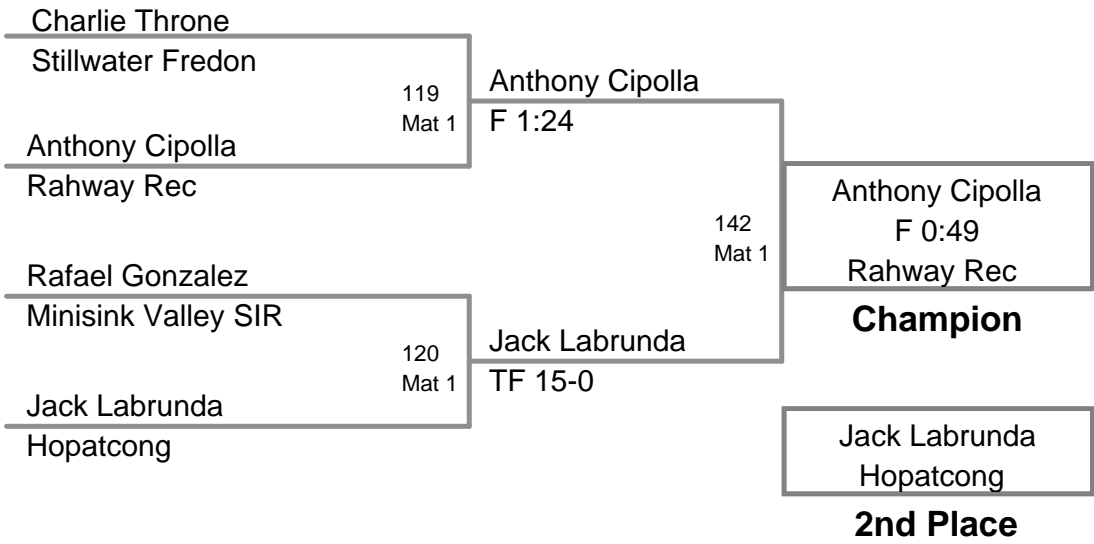 Charlie Throne
Stillwater Fredon
119
Mat 1
Anthony Cipolla
Rahway Rec
Anthony Cipolla
F 1:24
Rafael Gonzalez
Minisink Valley SIR
120
Mat 1
Jack Labrunda
Hopatcong
Jack Labrunda
TF 15-0
142
Mat 1
Anthony Cipolla
F 0:49
Rahway Rec
Champion
Jack Labrunda
Hopatcong
2nd Place